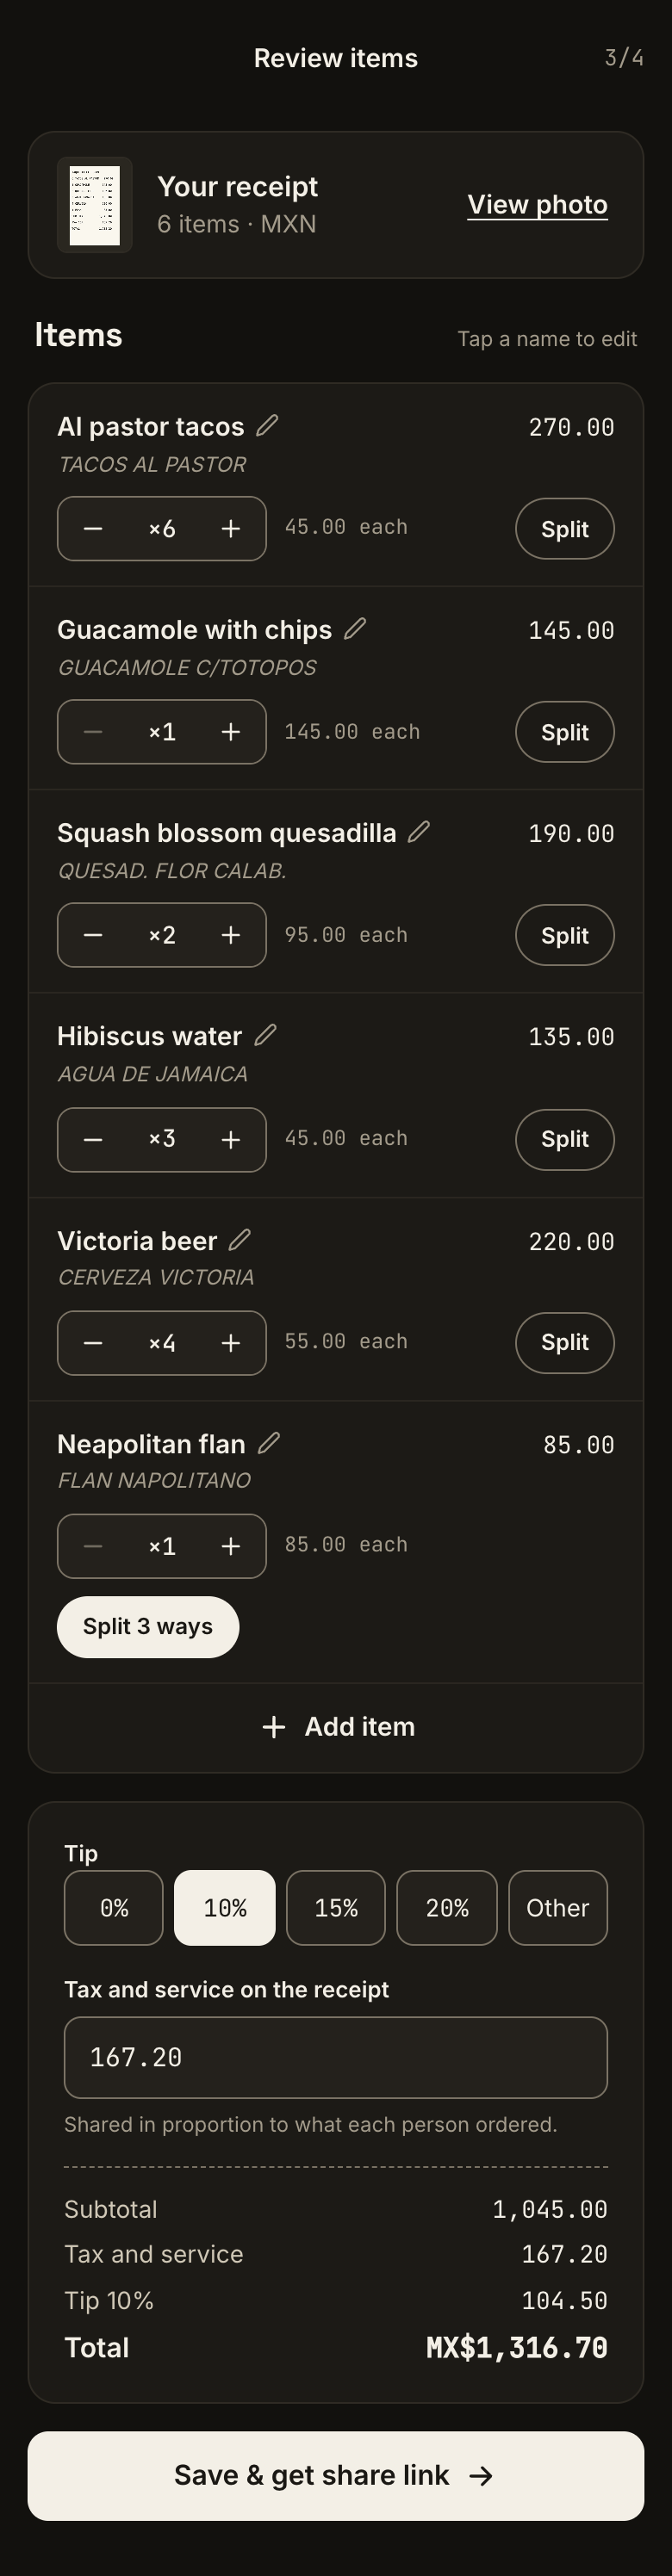 Review items
3/4
Your receipt
6 items · MXN
View photo
Items
Tap a name to edit
Al pastor tacos
270.00
TACOS AL PASTOR
×6
45.00 each
Split
Guacamole with chips
145.00
GUACAMOLE C/TOTOPOS
×1
145.00 each
Split
Squash blossom quesadilla
190.00
QUESAD. FLOR CALAB.
×2
95.00 each
Split
Hibiscus water
135.00
AGUA DE JAMAICA
×3
45.00 each
Split
Victoria beer
220.00
CERVEZA VICTORIA
×4
55.00 each
Split
Neapolitan flan
85.00
FLAN NAPOLITANO
×1
85.00 each
Split 3 ways
Add item
Tip
0%
10%
15%
20%
Other
Tax and service on the receipt
167.20
Shared in proportion to what each person ordered.
Subtotal
1,045.00
Tax and service
167.20
Tip 10%
104.50
Total
MX$1,316.70
Save & get share link →